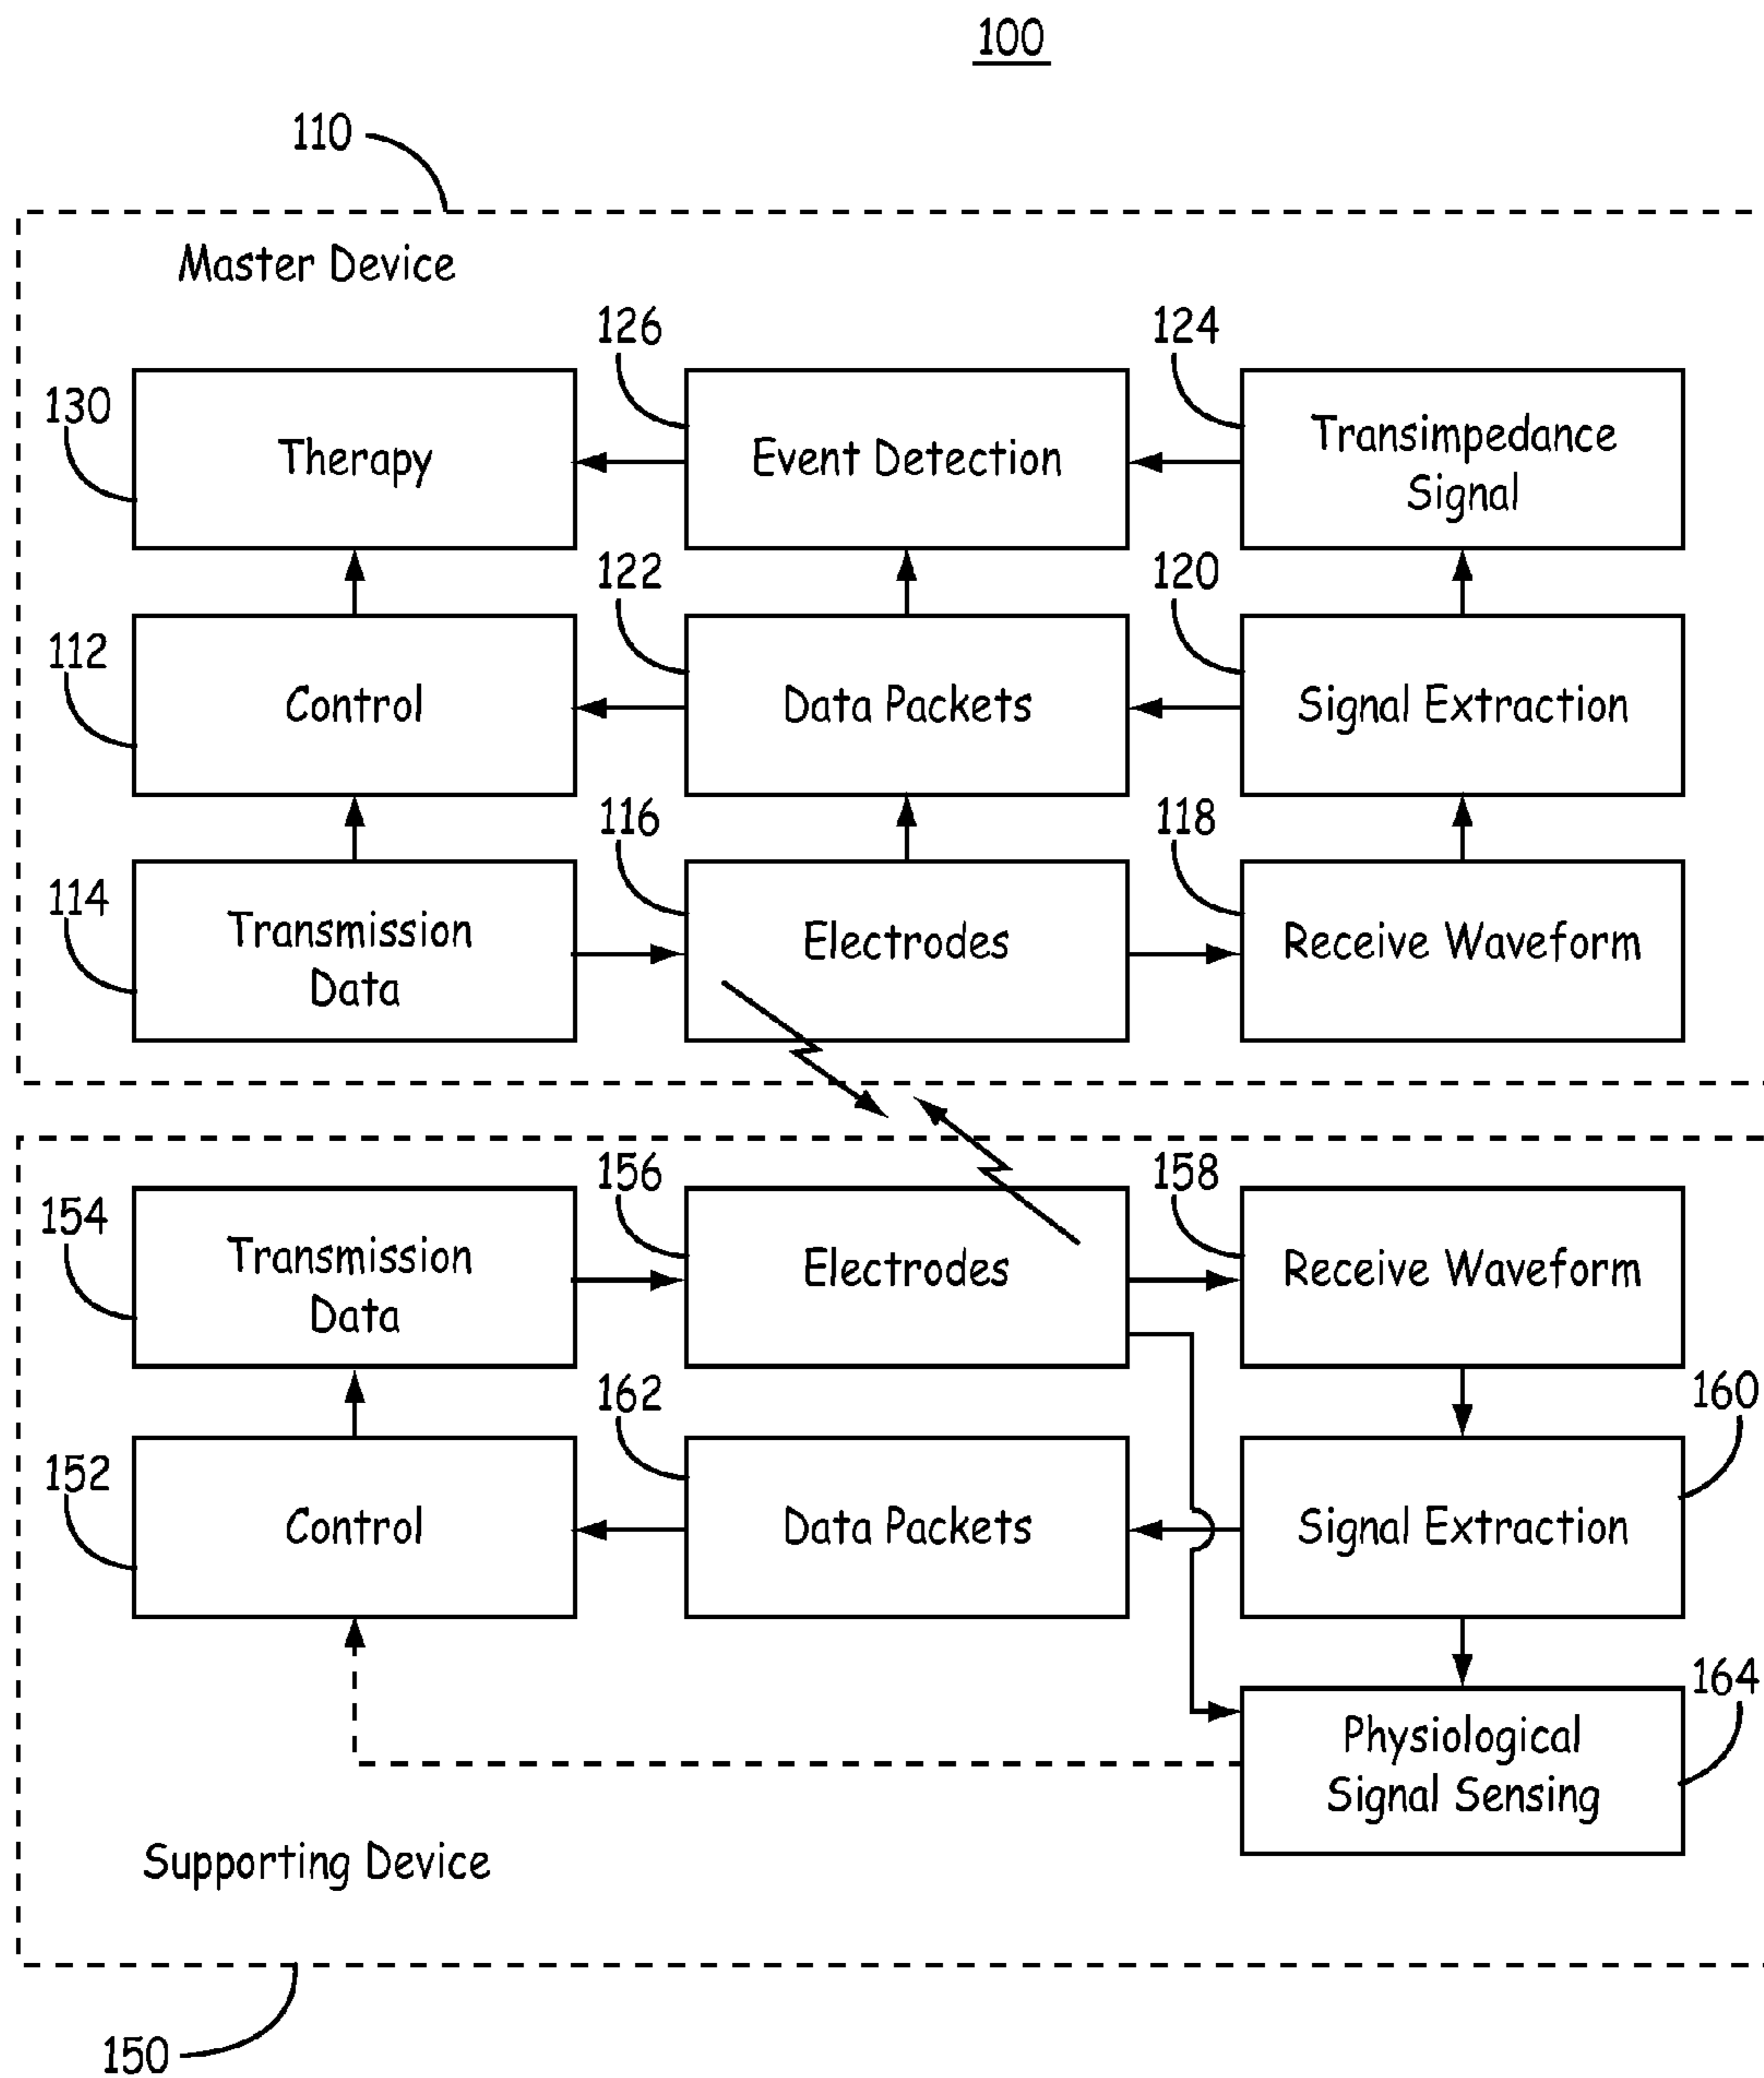 100
110
Master Device
126
124
130
Therapy
Event Detection
Transimpedance
Signal
122
120
112
Control
Data Packets
Signal Extraction
116
118
114
Transmission
Data
Electrodes
Receive Waveform
156
158
154
Transmission
Data
Electrodes
Receive Waveform
162
160
152
Control
Data Packets
Signal Extraction
164
Physiological
Signal Sensing
Supporting Device
150